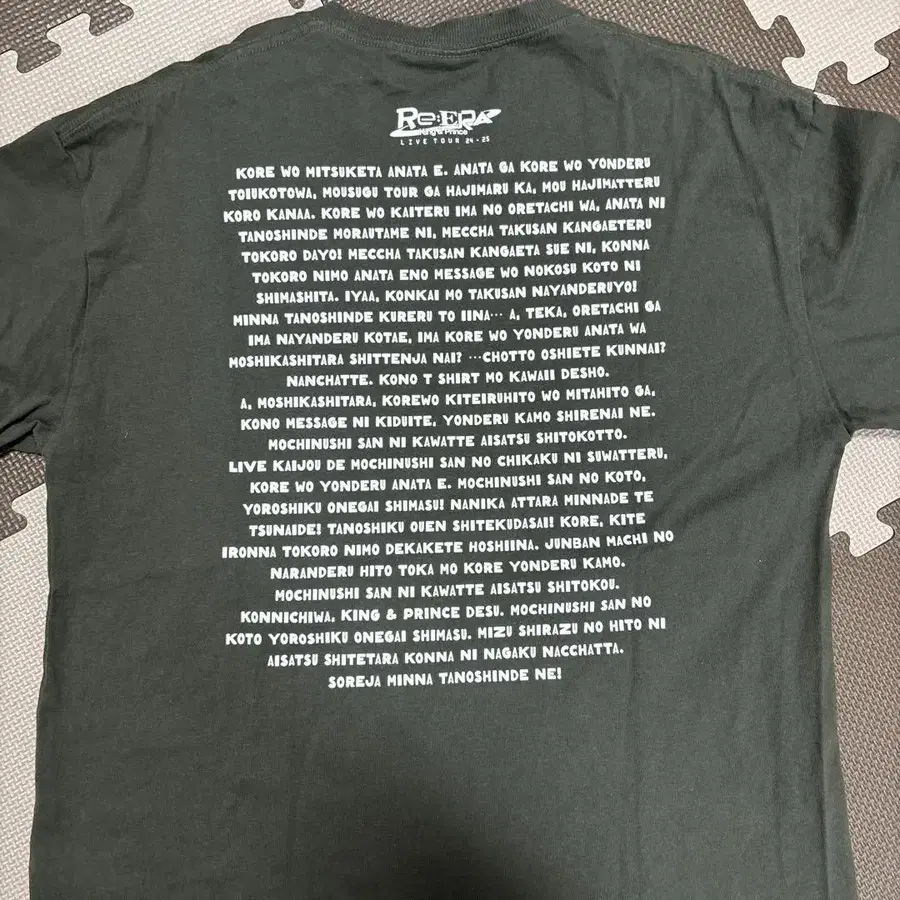 Re:ERA
King & Prince
LIVE TOUR 24-25
KORE WO MITSUKETA ANATA E. ANATA GA KORE WO YONDERU
TOIUKOTOWA, MOUSUGU TOUR GA HAJIMARU KA, MOU HAJIMATTERU
KORO KANAA. KORE WO KAITERU IMA NO ORETACHI WA, ANATA NI
TANOSHINDE MORAUTAME NI, MECCHA TAKUSAN KANGAETERU
TOKORO DAYO! MECCHA TAKUSAN KANGAETA SUE NI, KONNA
TOKORO NIMO ANATA ENO MESSAGE WO NOKOSU KOTO NI
SHIMASHITA. IYAA, KONKAI MO TAKUSAN NAYANDERUYO!
MINNA TANOSHINDE KURERU TO IINA… A, TEKA, ORETACHI GA
IMA NAYANDERU KOTAE, IMA KORE WO YONDERU ANATA WA
MOSHIKASHITARA SHITTENJA NAI? …CHOTTO OSHIETE KUNNAI?
NANCHATTE. KONO T SHIRT MO KAWAII DESHO.
A, MOSHIKASHITARA, KOREWO KITEIRUHITO WO MITAHITO GA,
KONO MESSAGE NI KIDUITE, YONDERU KAMO SHIRENAI NE.
MOCHINUSHI SAN NI KAWATTE AISATSU SHITOKOTTO.
LIVE KAIJOU DE MOCHINUSHI SAN NO CHIKAKU NI SUWATTERU,
KORE WO YONDERU ANATA E. MOCHINUSHI SAN NO KOTO,
YOROSHIKU ONEGAI SHIMASU! NANIKA ATTARA MINNADE TE
TSUNAIDE! TANOSHIKU OUEN SHITEKUDASAI! KORE, KITE
IRONNA TOKORO NIMO DEKAKETE HOSHIINA. JUNBAN MACHI NO
NARANDERU HITO TOKA MO KORE YONDERU KAMO.
MOCHINUSHI SAN NI KAWATTE AISATSU SHITOKOU.
KONNICHIWA, KING & PRINCE DESU. MOCHINUSHI SAN NO
KOTO YOROSHIKU ONEGAI SHIMASU. MIZU SHIRAZU NO HITO NI
AISATSU SHITETARA KONNA NI NAGAKU NACCHATTA.
SOREJA MINNA TANOSHINDE NE!